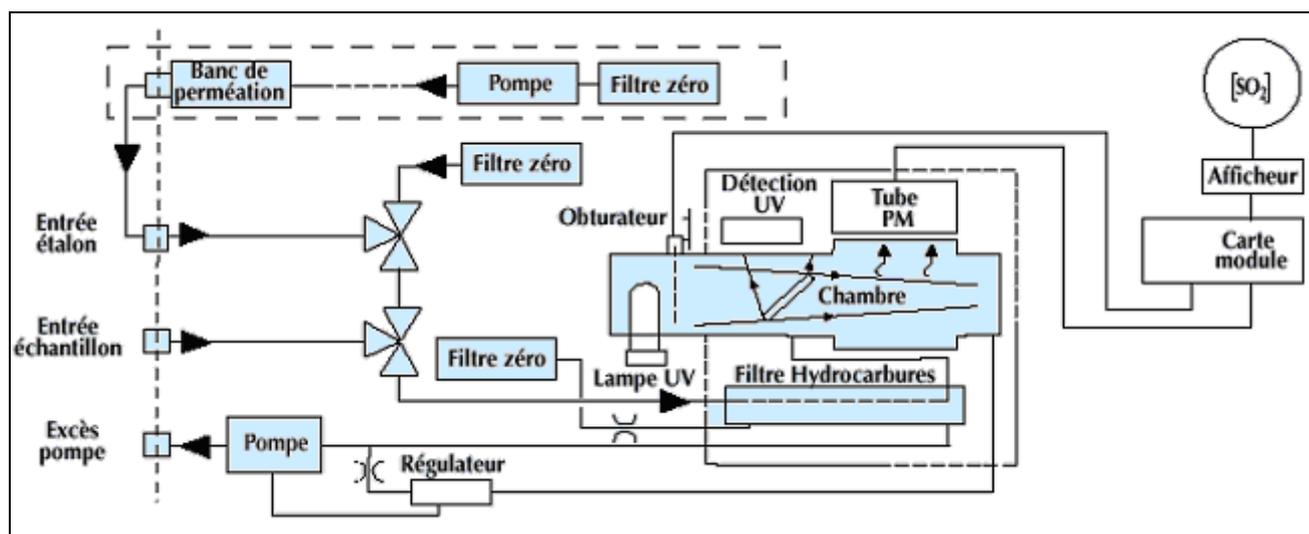 Banc de
perméation
Pompe
Filtre zéro
[SO₂]
Filtre zéro
Afficheur
Détection
UV
Tube
PM
Obturateur
Entrée
étalon
Carte
module
Chambre
Entrée
échantillon
Filtre zéro
Lampe UV
Filtre Hydrocarbures
Excès
pompe
Pompe
Régulateur